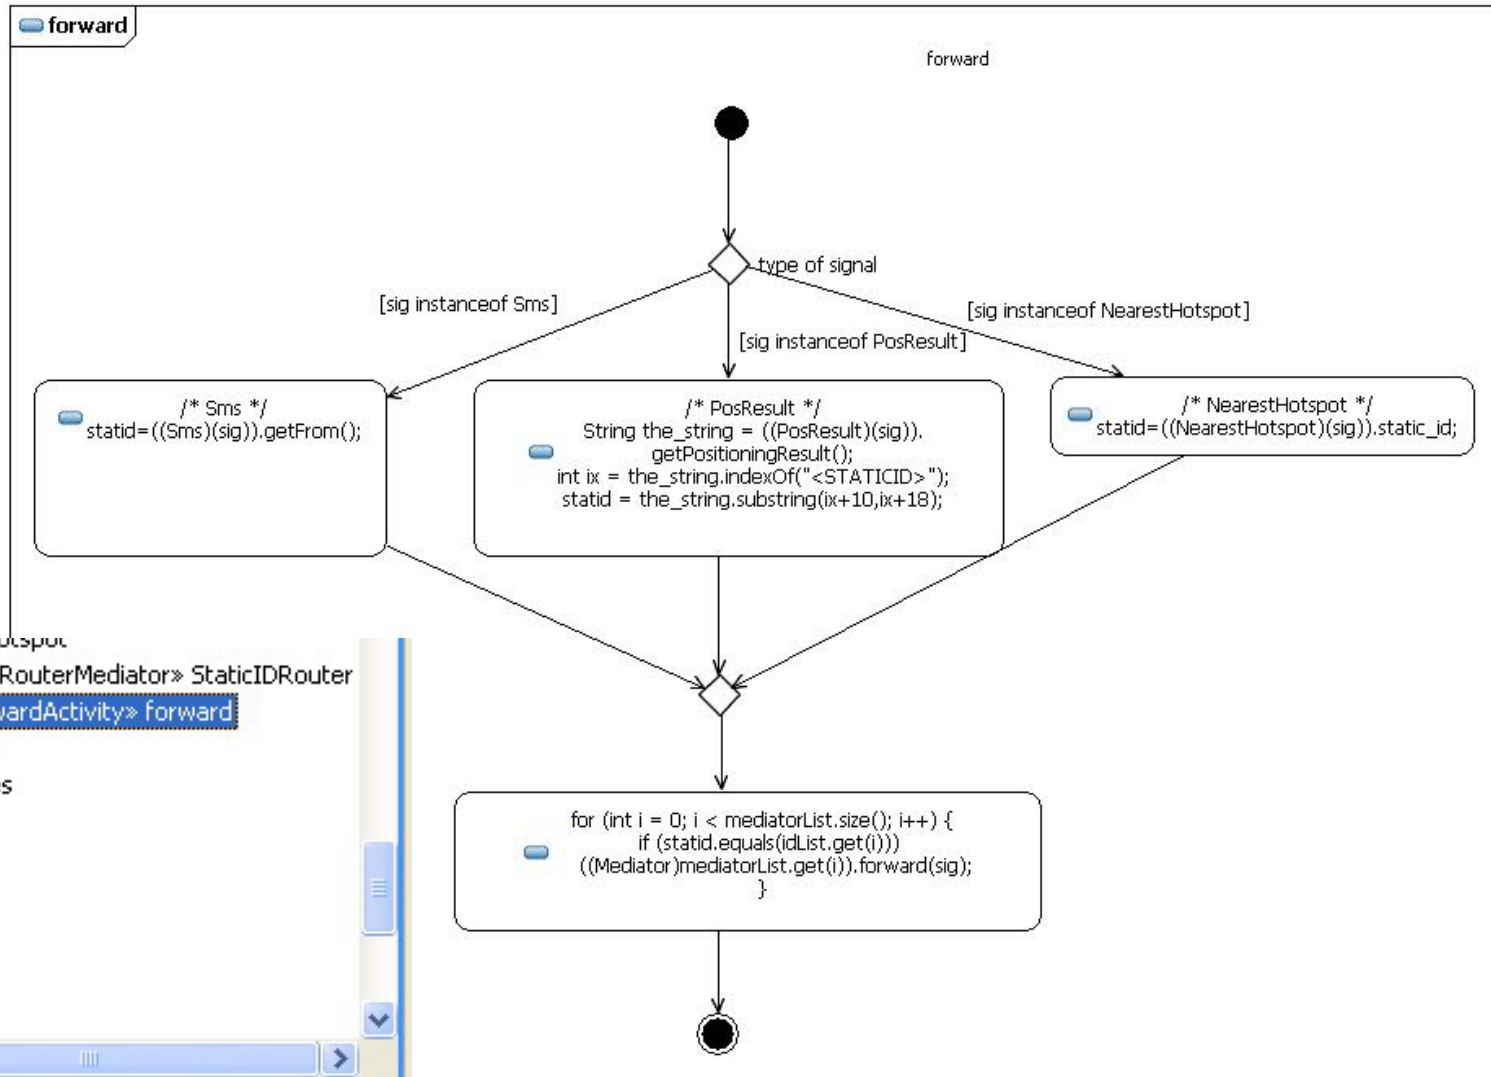 forward
forward
type of signal
[sig instanceof Sms]
[sig instanceof NearestHotspot]
[sig instanceof PosResult]
/* Sms */
statid=((Sms)(sig)).getFrom();
/* PosResult */
String the_string = ((PosResult)(sig)).
getPositioningResult();
int ix = the_string.indexOf("<STATICID>");
statid = the_string.substring(ix+10,ix+18);
/* NearestHotspot */
statid=((NearestHotspot)(sig)).static_id;
otspot
RouterMediator» StaticIDRouter
wardActivity» forward
s
for (int i = 0; i < mediatorList.size(); i++) {
if (statid.equals(idList.get(i)))
((Mediator)mediatorList.get(i)).forward(sig);
}